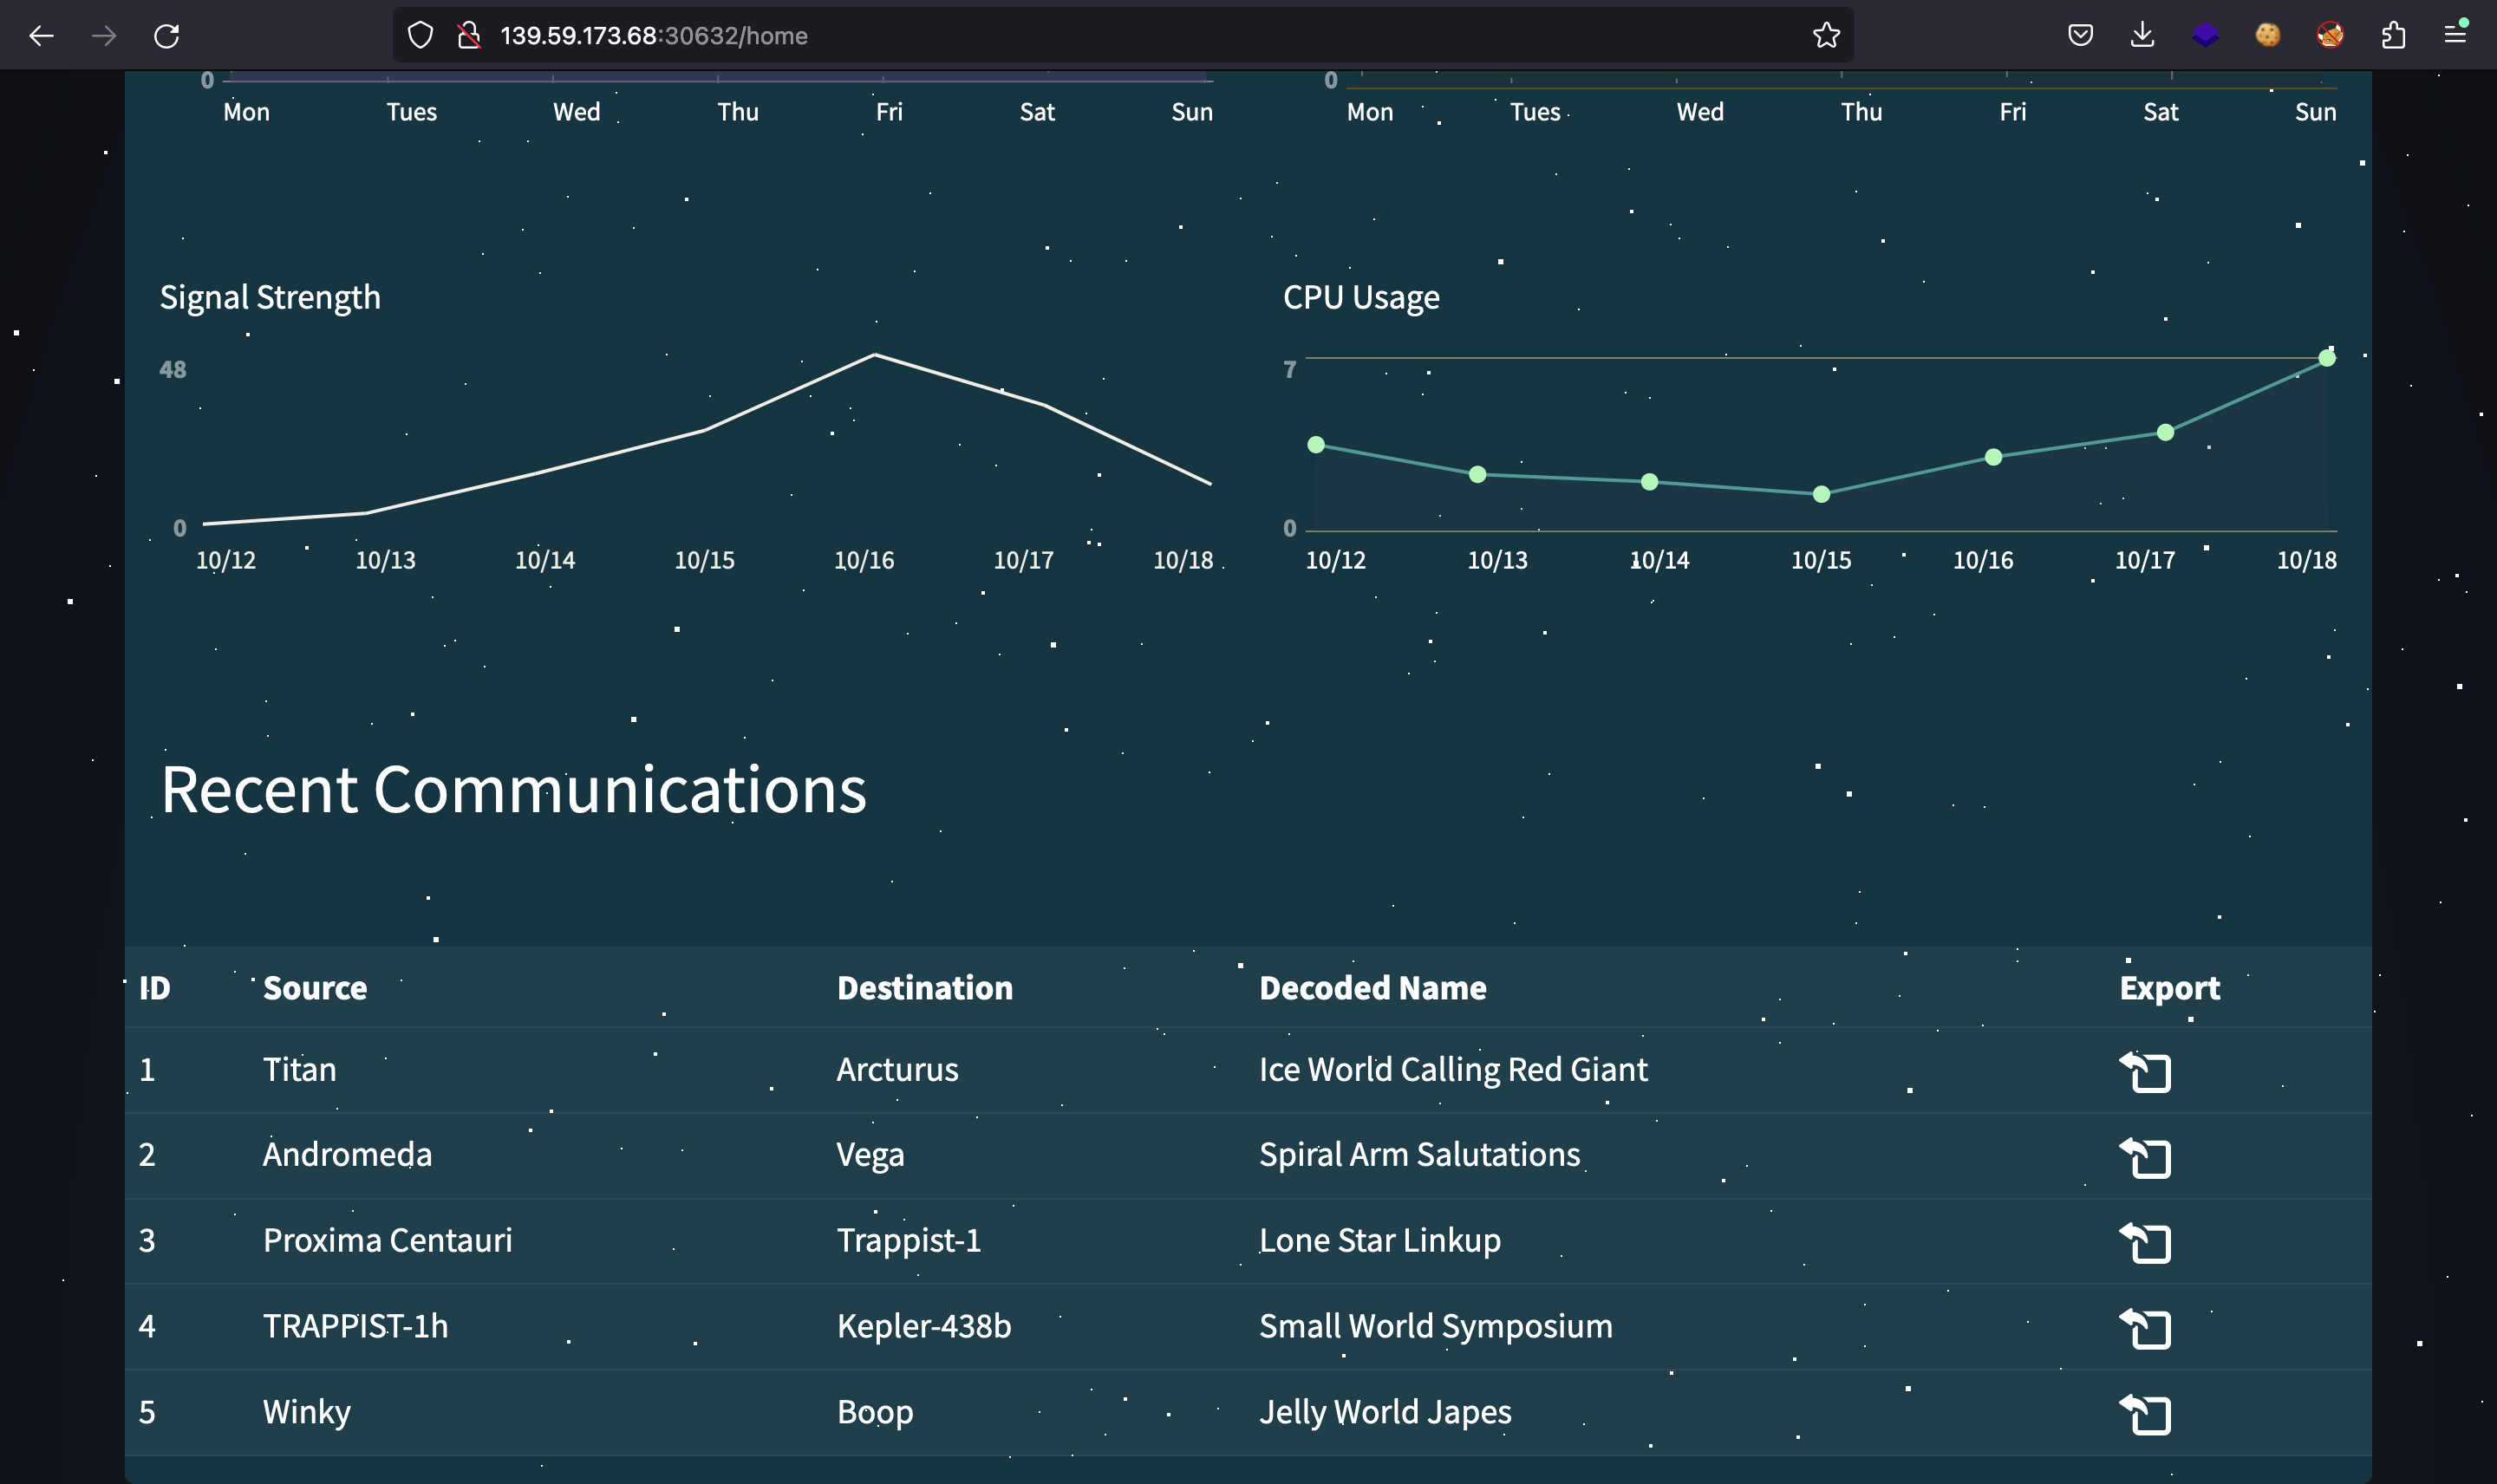 139.59.173.68:30632/home
0
Mon Tues Wed Thu Fri Sat Sun
0
Mon Tues Wed Thu Fri Sat Sun
Signal Strength
48
0
10/12 10/13 10/14 10/15 10/16 10/17 10/18
CPU Usage
7
0
10/12 10/13 10/14 10/15 10/16 10/17 10/18
Recent Communications
ID Source Destination Decoded Name Export
1 Titan Arcturus Ice World Calling Red Giant
2 Andromeda Vega Spiral Arm Salutations
3 Proxima Centauri Trappist-1 Lone Star Linkup
4 TRAPPIST-1h Kepler-438b Small World Symposium
5 Winky Boop Jelly World Japes